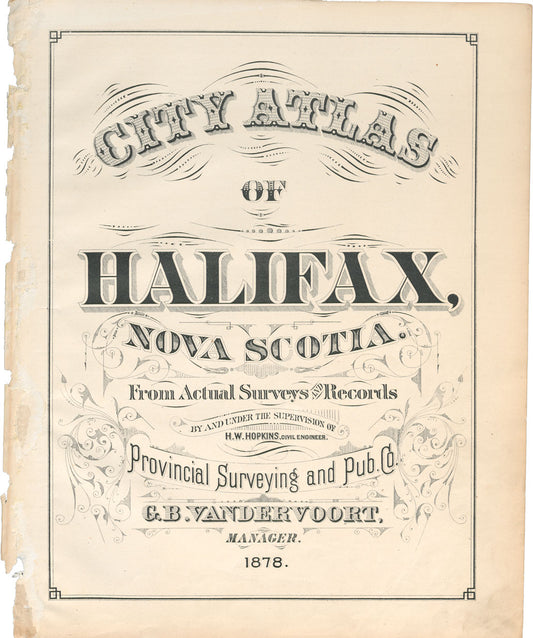 CITY ATLAS
OF
HALIFAX,
NOVA SCOTIA.
From Actual Surveys and Records
BY AND UNDER THE SUPERVISION OF
H.W. HOPKINS, CIVIL ENGINEER.
Provincial Surveying and Pub. Co.
G.B. VANDERVOORT,
MANAGER.
1878.